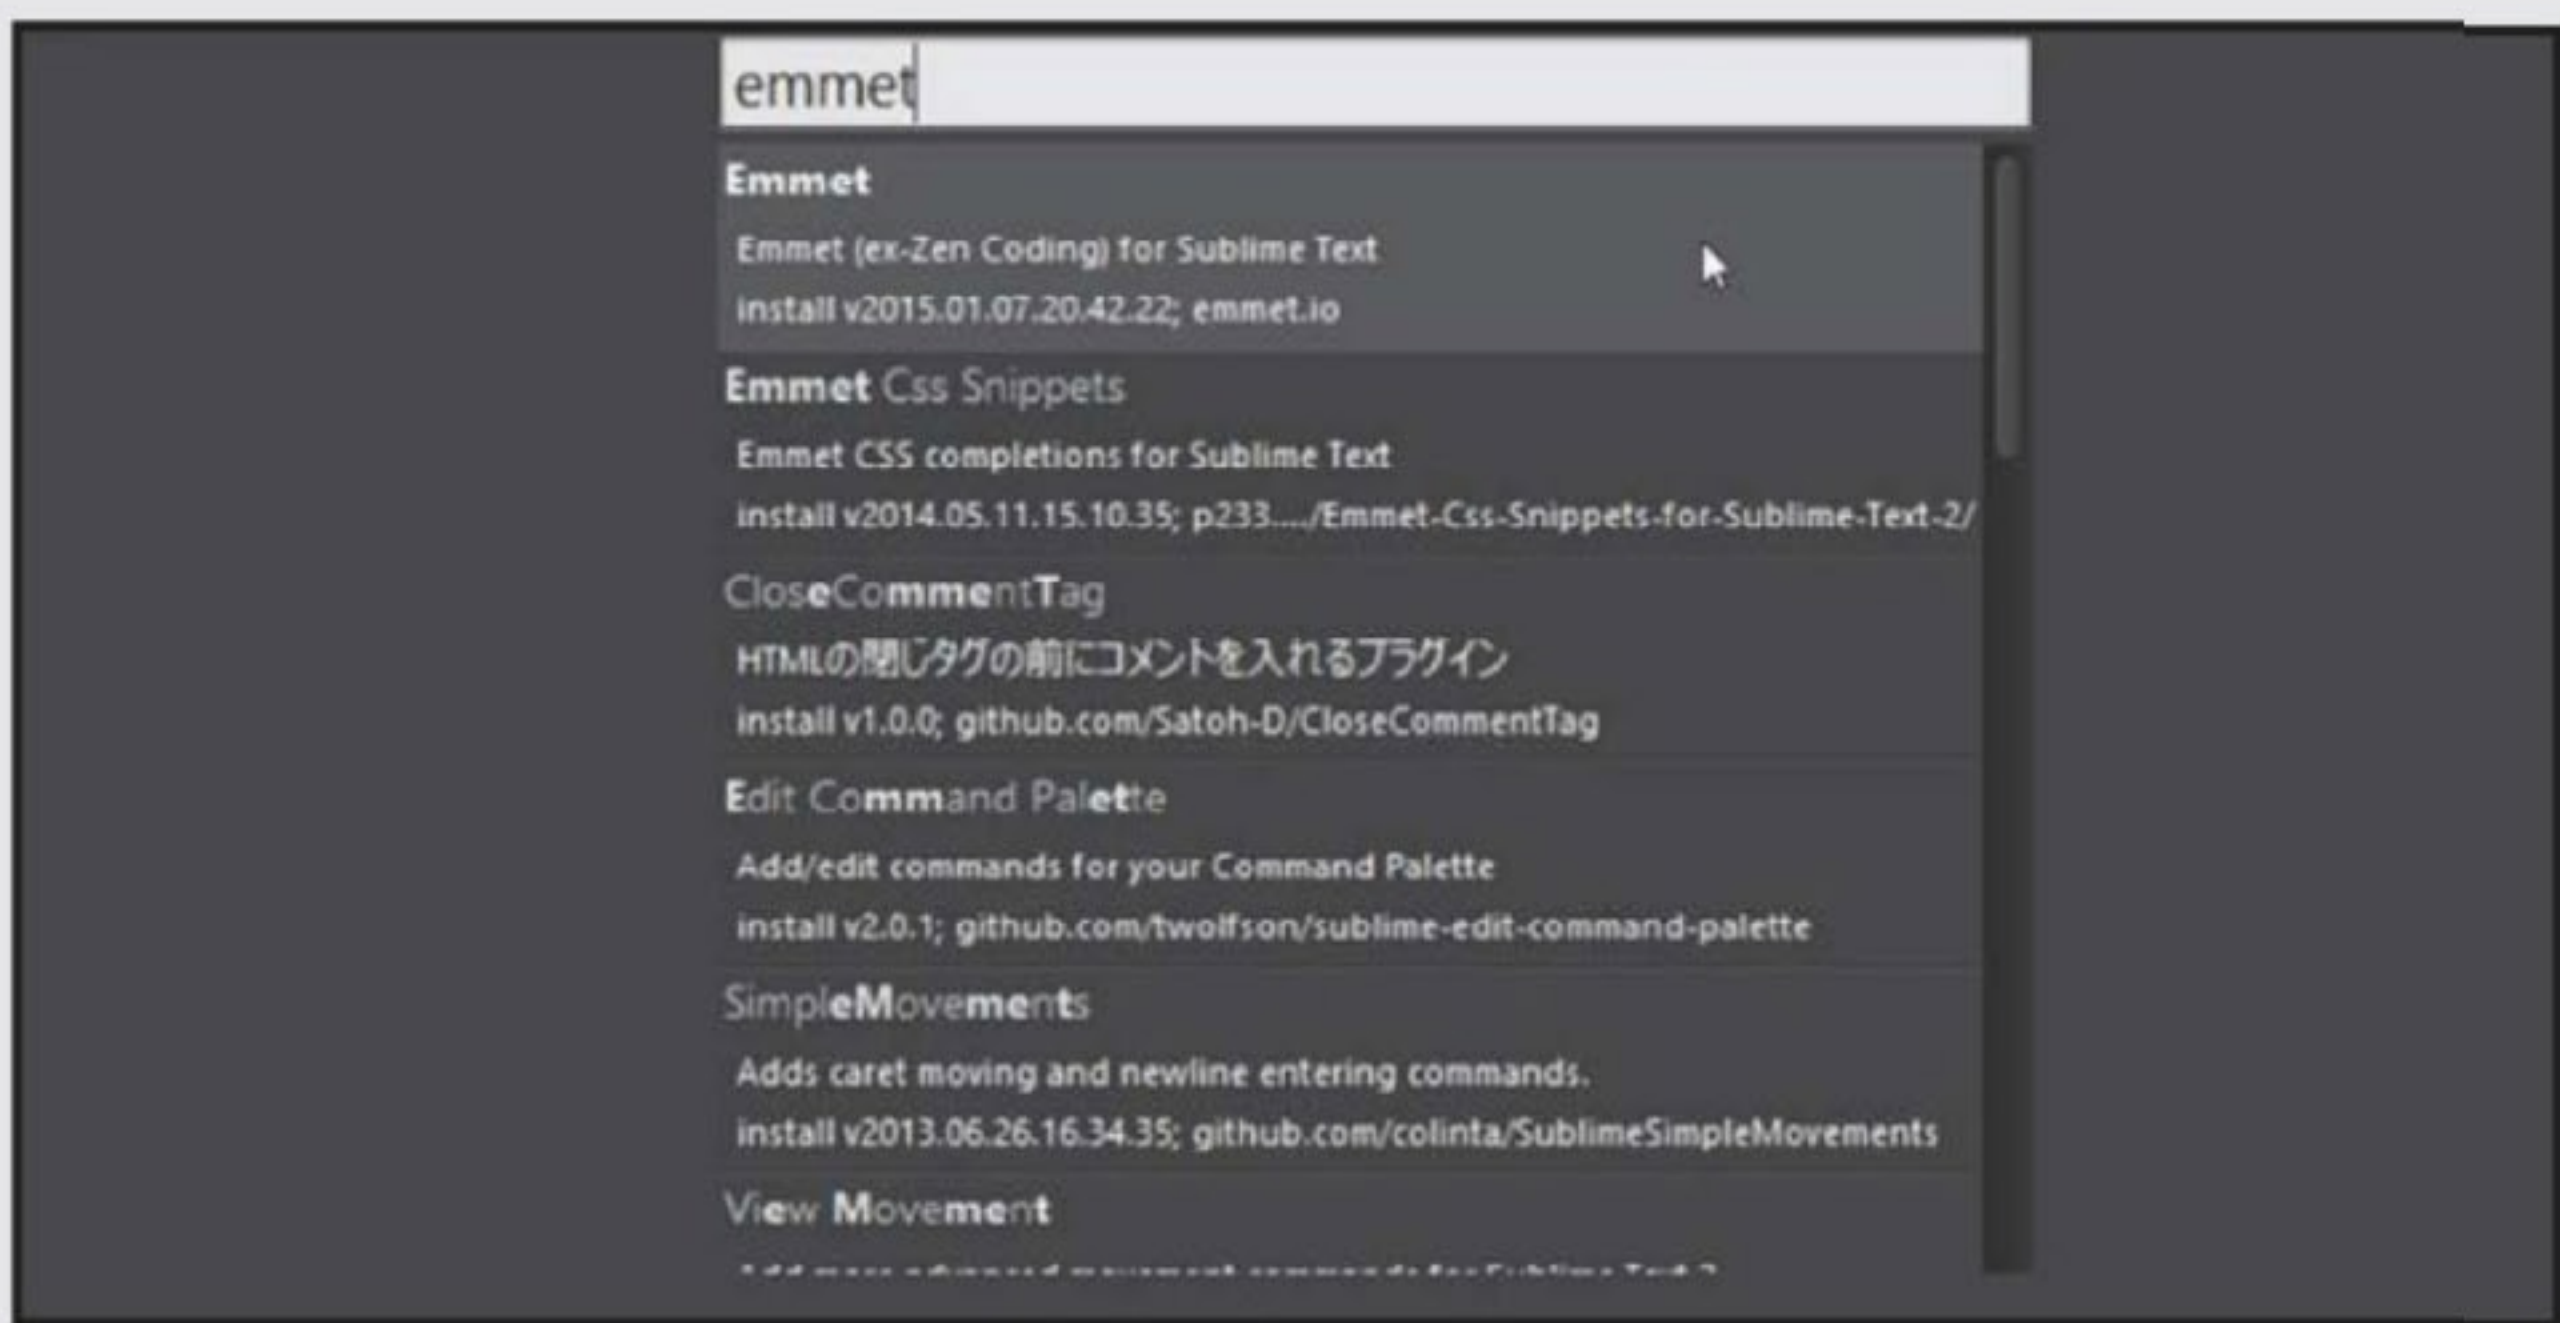 emmet
Emmet
Emmet (ex-Zen Coding) for Sublime Text
install v2015.01.07.20.42.22; emmet.io
Emmet Css Snippets
Emmet CSS completions for Sublime Text
install v2014.05.11.15.10.35; p233..../Emmet-Css-Snippets-for-Sublime-Text-2/
CloseCommentTag
HTMLの閉じタグの前にコメントを入れるプラグイン
install v1.0.0; github.com/Satoh-D/CloseCommentTag
Edit Command Palette
Add/edit commands for your Command Palette
install v2.0.1; github.com/twolfson/sublime-edit-command-palette
SimpleMovements
Adds caret moving and newline entering commands.
install v2013.06.26.16.34.35; github.com/colinta/SublimeSimpleMovements
View Movement